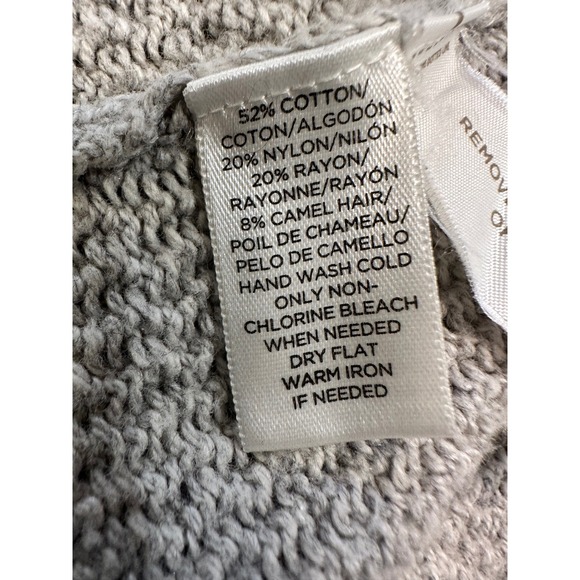 52% COTTON/
COTON/ALGODÓN
20% NYLON/NILÓN
20% RAYON/
RAYONNE/RAYÓN
8% CAMEL HAIR/
POIL DE CHAMEAU/
PELO DE CAMELLO
HAND WASH COLD
ONLY NON-
CHLORINE BLEACH
WHEN NEEDED
DRY FLAT
WARM IRON
IF NEEDED